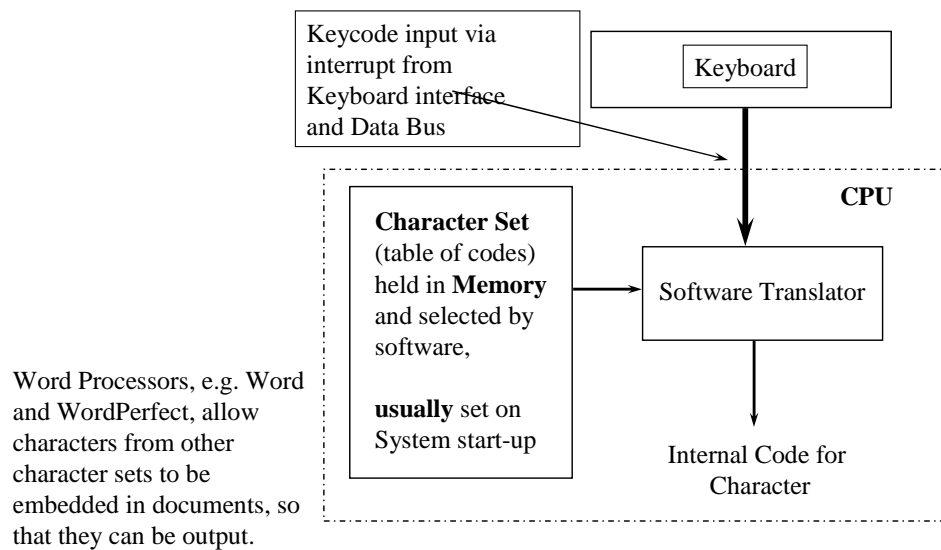 Keycode input via
interrupt from
Keyboard interface
and Data Bus
Keyboard
CPU
Character Set
(table of codes)
held in Memory
and selected by
software,
usually set on
System start-up
Software Translator
Internal Code for
Character
Word Processors, e.g. Word
and WordPerfect, allow
characters from other
character sets to be
embedded in documents, so
that they can be output.